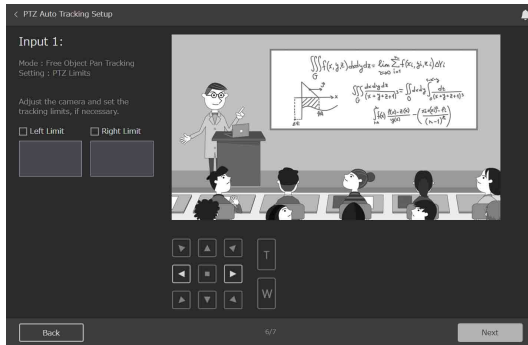 < PTZ Auto Tracking Setup
Input 1:
Mode : Free Object Pan Tracking
Setting : PTZ Limits
Adjust the camera and set the
tracking limits, if necessary.
Left Limit
Right Limit
T
W
Back
6/7
Next